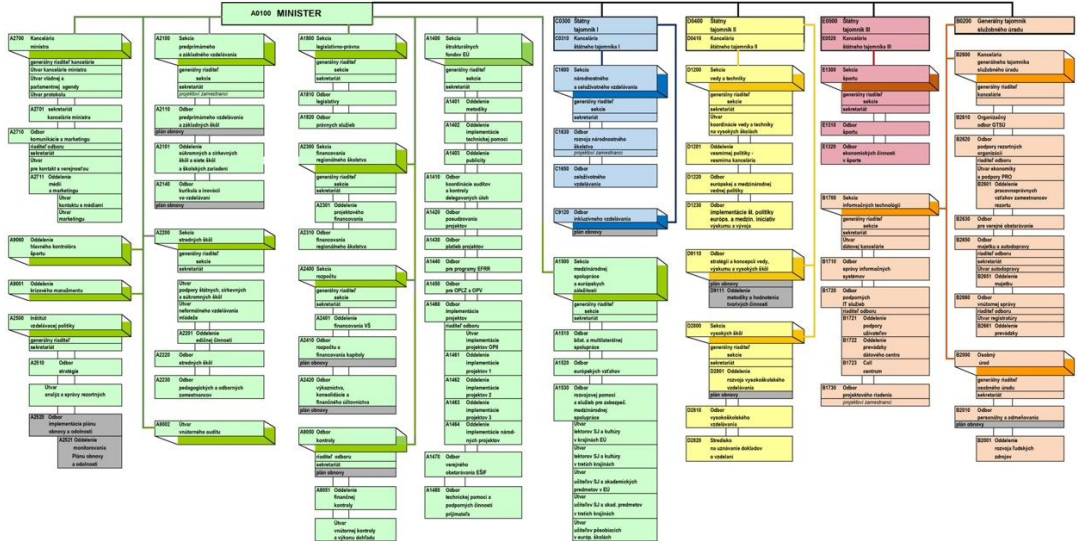 A0100 MINISTER
A2700 Kancelária
ministra
generálny riaditeľ kancelárie
Útvar kancelárie ministra
Útvar vládnej a
parlamentnej agendy
Útvar protokolu
A2701 sekretariát
kancelárie ministra
A2710 Odbor
komunikácie a marketingu
riaditeľ odboru
sekretariát
Útvar
pre kontakt s verejnosťou
A2711 Oddelenie
médií
a marketingu
Útvar
kontaktu s médiami
Útvar
marketingu
A9060 Oddelenie
hlavného kontrolóra
športu
A9001 Oddelenie
krízového manažmentu
A2500 Inštitút
vzdelávacej politiky
generálny riaditeľ
sekretariát
A2510 Odbor
stratégie
Útvar
analýz a správy rezortných
A2520 Odbor
implementácie plánu
obnovy a odolnosti
A2521 Oddelenie
monitorovania
Plánu obnovy
a odolnosti
A2100 Sekcia
predprimárneho
a základného vzdelávania
generálny riaditeľ
sekcie
sekretariát
projektoví zamestnanci
A2110 Odbor
predprimárneho vzdelávania
a základných škôl
plán obnovy
A2101 Oddelenie
súkromných a cirkevných
škôl a siete škôl
a školských zariadení
A2140 Odbor
kurikula a inovácií
vo vzdelávaní
plán obnovy
A2200 Sekcia
stredných škôl
generálny riaditeľ
sekcie
sekretariát
Útvar
podpory štátnych, cirkevných
a súkromných škôl
Útvar
neformálneho vzdelávania
mládeže
A2201 Oddelenie
edičnej činnosti
A2220 Odbor
stredných škôl
A2230 Odbor
pedagogických a odborných
zamestnancov
A9002 Útvar
vnútorného auditu
A1800 Sekcia
legislatívno-právna
generálny riaditeľ
sekcie
sekretariát
A1810 Odbor
legislatívy
A1820 Odbor
právnych služieb
A2300 Sekcia
financovania
regionálneho školstva
generálny riaditeľ
sekcie
sekretariát
A2301 Oddelenie
projektového
financovania
A2310 Odbor
financovania
regionálneho školstva
A2400 Sekcia
rozpočtu
generálny riaditeľ
sekcie
sekretariát
A2401 Oddelenie
financovania VŠ
A2410 Odbor
rozpočtu a
financovania kapitoly
plán obnovy
A2420 Odbor
výkazníctva,
konsolidácie a
finančného účtovníctva
plán obnovy
A9050 Odbor
kontroly
riaditeľ odboru
sekretariát
plán obnovy
A9051 Oddelenie
finančnej
kontroly
Útvar
vnútornej kontroly
a výkonu dohľadu
A1400 Sekcia
štrukturálnych
fondov EÚ
generálny riaditeľ
sekcie
sekretariát
A1401 Oddelenie
metodiky
A1402 Oddelenie
implementácie
technickej pomoci
A1403 Oddelenie
publicity
A1410 Odbor
koordinácie auditov
a kontroly
delegovaných úloh
A1420 Odbor
posudzovania
projektov
A1430 Odbor
platieb projektov
A1440 Odbor
pre programy EFRR
A1450 Odbor
pre OPLZ a OPV
A1460 Odbor
implementácie
projektov
riaditeľ odboru
Útvar
implementácie
projektov OPII
A1461 Oddelenie
implementácie
projektov 1
A1462 Oddelenie
implementácie
projektov 2
A1463 Oddelenie
implementácie
projektov 3
A1464 Oddelenie
implementácie národ-
ných projektov
A1470 Odbor
verejného
obstarávania EŠIF
A1480 Odbor
technickej pomoci a
podporných činností
prijímateľa
C0300 Štátny
tajomník I
C0310 Kancelária
štátneho tajomníka I
C1600 Sekcia
národnostného
a celoživotného vzdelávania
generálny riaditeľ
sekcie
sekretariát
C1630 Odbor
rozvoja národnostného
školstva
projektoví zamestnanci
C1650 Odbor
celoživotného
vzdelávania
C9120 Odbor
inkluzívneho vzdelávania
plán obnovy
A1500 Sekcia
medzinárodnej
spolupráce
a európskych
záležitostí
generálny riaditeľ
sekcie
sekretariát
A1510 Odbor
bilat. a multilaterálnej
spolupráce
A1520 Odbor
európskych vzťahov
A1530 Odbor
rozvojovej pomoci
a služieb pre zabezpeč.
medzinárodnej
spolupráce
Útvar
lektorov SJ a kultúry
v krajinách EÚ
Útvar
lektorov SJ a kultúry
v tretích krajinách
Útvar
učiteľov SJ a akademických
predmetov v EÚ
Útvar
učiteľov SJ a akad. predmetov
v tretích krajinách
Útvar
učiteľov pôsobiacich
v európ. školách
D0400 Štátny
tajomník II
D0410 Kancelária
štátneho tajomníka II
D1200 Sekcia
vedy a techniky
generálny riaditeľ
sekcie
sekretariát
Útvar
koordinácie vedy a techniky
na vysokých školách
D1201 Oddelenie
vesmírnej politiky -
vesmírna kancelária
D1220 Odbor
európskej a medzinárodnej
vednej politiky
D1230 Odbor
implementácie št. politiky
európs. a medzin. iniciatív
výskumu a vývoja
D9110 Odbor
stratégií a koncepcií vedy,
výskumu a vysokých škôl
plán obnovy
D9111 Oddelenie
metodiky a hodnotenia
tvorivých činností
D2800 Sekcia
vysokých škôl
generálny riaditeľ
sekcie
sekretariát
D2801 Oddelenie
rozvoja vysokoškolského
vzdelávania
plán obnovy
D2810 Odbor
vysokoškolského
vzdelávania
D2820 Stredisko
na uznávanie dokladov
o vzdelaní
E0500 Štátny
tajomník III
E0520 Kancelária
štátneho tajomníka III
E1300 Sekcia
športu
generálny riaditeľ
sekcie
sekretariát
E1310 Odbor
športu
E1320 Odbor
ekonomických činností
v športe
B1700 Sekcia
informačných technológií
generálny riaditeľ
sekcie
sekretariát
Útvar
dátovej kancelárie
B1710 Odbor
správy informačných
systémov
B1720 Odbor
podporných
IT služieb
riaditeľ odboru
B1721 Oddelenie
podpory
užívateľov
B1722 Oddelenie
prevádzky
dátového centra
B1723 Call
centrum
B1730 Odbor
projektového riadenia
projektoví zamestnanci
B0200 Generálny tajomník
služobného úradu
B2600 Kancelária
generálneho tajomníka
služobného úradu
generálny riaditeľ
kancelárie
B2610 Organizačný
odbor GTSÚ
B2620 Odbor
podpory rezortných
organizácií
riaditeľ odboru
Útvar ekonomiky
a podpory PRO
B2601 Oddelenie
pracovnoprávnych
vzťahov zamestnancov
rezortu
B2630 Odbor
pre verejné obstarávanie
B2650 Odbor
majetku a autodopravy
sekretariát
Útvar autodopravy
B2651 Oddelenie
majetku
B2660 Odbor
vnútornej správy
Útvar registratúry
B2661 Oddelenie
prevádzky
B2000 Osobný
úrad
generálny riaditeľ
osobného úradu
sekretariát
B2010 Odbor
personálny a odmeňovania
plán obnovy
B2001 Oddelenie
rozvoja ľudských
zdrojov